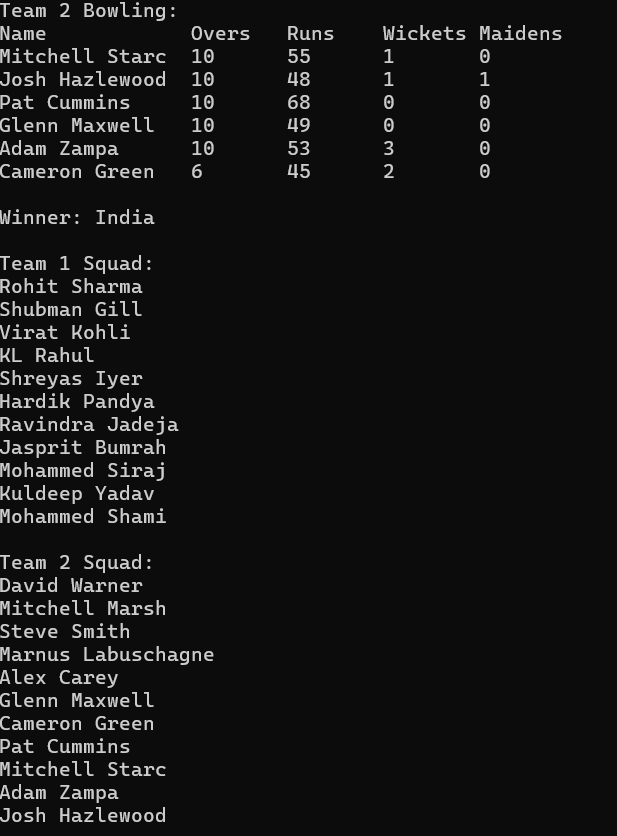 Team 2 Bowling:
Name Overs Runs Wickets Maidens
Mitchell Starc 10 55 1 0
Josh Hazlewood 10 48 1 1
Pat Cummins 10 68 0 0
Glenn Maxwell 10 49 0 0
Adam Zampa 10 53 3 0
Cameron Green 6 45 2 0
Winner: India
Team 1 Squad:
Rohit Sharma
Shubman Gill
Virat Kohli
KL Rahul
Shreyas Iyer
Hardik Pandya
Ravindra Jadeja
Jasprit Bumrah
Mohammed Siraj
Kuldeep Yadav
Mohammed Shami
Team 2 Squad:
David Warner
Mitchell Marsh
Steve Smith
Marnus Labuschagne
Alex Carey
Glenn Maxwell
Cameron Green
Pat Cummins
Mitchell Starc
Adam Zampa
Josh Hazlewood